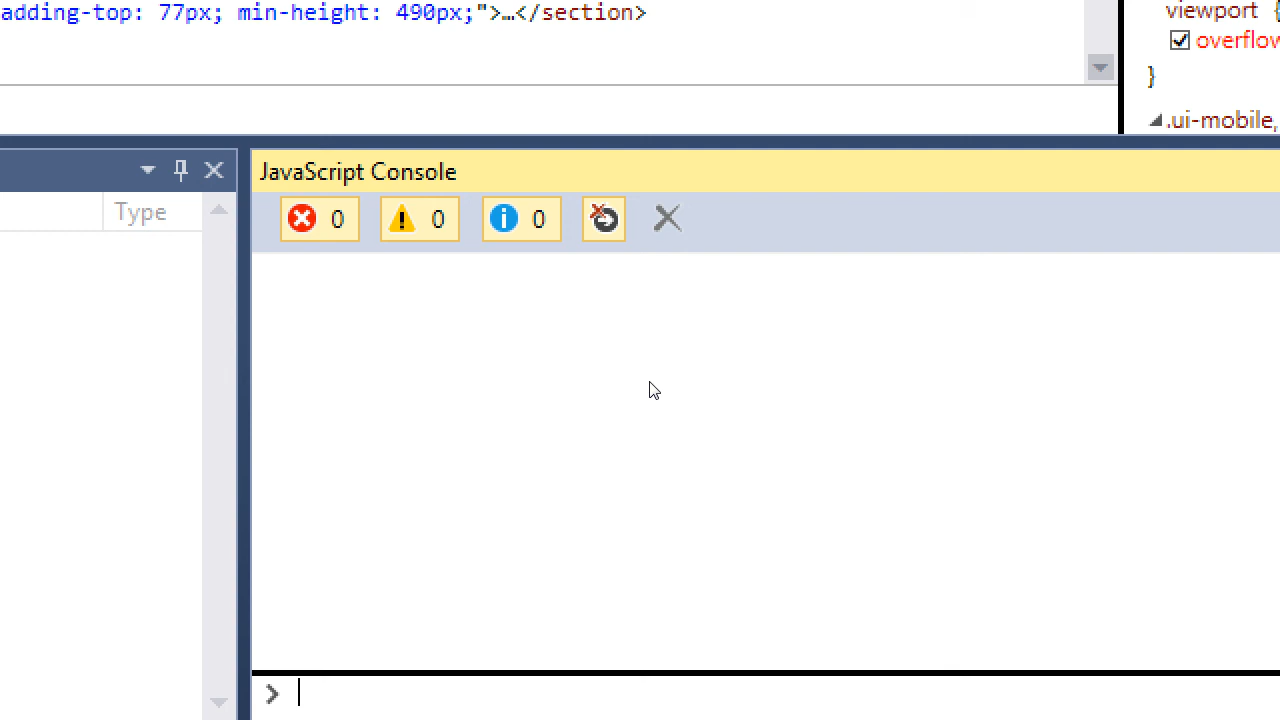 adding-top: 77px; min-height: 490px;">…</section>
viewport {
overflow
}
.ui-mobile,
JavaScript Console
Type
0 0 0
>